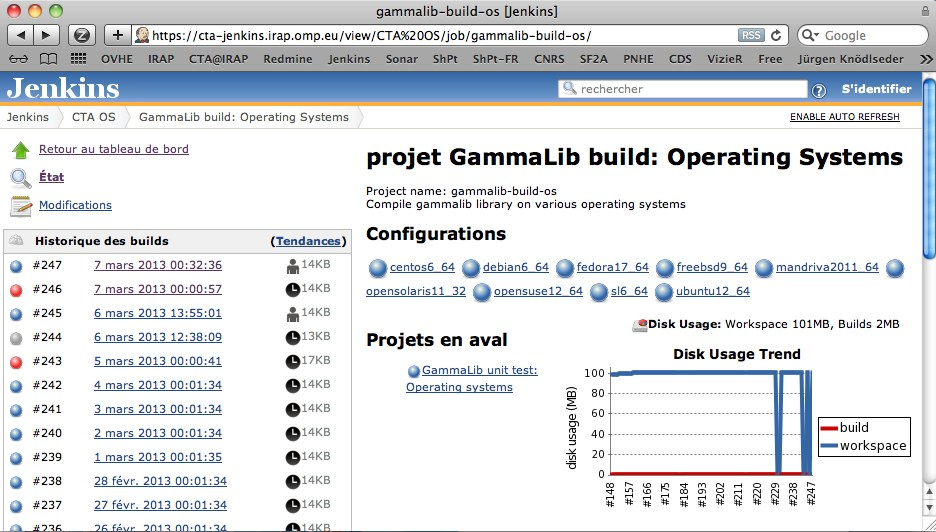 gammalib-build-os [Jenkins]
https://cta-jenkins.irap.omp.eu/view/CTA%20OS/job/gammalib-build-os/ RSS Google
OVHE IRAP CTA@IRAP Redmine Jenkins Sonar ShPt ShPt-FR CNRS SF2A PNHE CDS VizieR Free Jürgen Knödlseder
Jenkins rechercher S'identifier
Jenkins CTA OS GammaLib build: Operating Systems ENABLE AUTO REFRESH
Retour au tableau de bord
État
Modifications
Historique des builds (Tendances)
#247 7 mars 2013 00:32:36 14KB
#246 7 mars 2013 00:00:57 14KB
#245 6 mars 2013 13:55:01 14KB
#244 6 mars 2013 12:38:09 13KB
#243 5 mars 2013 00:00:41 17KB
#242 4 mars 2013 00:01:34 14KB
#241 3 mars 2013 00:01:34 14KB
#240 2 mars 2013 00:01:34 14KB
#239 1 mars 2013 00:01:35 14KB
#238 28 févr. 2013 00:01:34 14KB
#237 27 févr. 2013 00:01:34 14KB
#236 26 févr. 2013 00:01:34 14KB
projet GammaLib build: Operating Systems
Project name: gammalib-build-os
Compile gammalib library on various operating systems
Configurations
centos6_64 debian6_64 fedora17_64 freebsd9_64 mandriva2011_64
opensolaris11_32 opensuse12_64 sl6_64 ubuntu12_64
Disk Usage: Workspace 101MB, Builds 2MB
Projets en aval
GammaLib unit test:
Operating systems
Disk Usage Trend
disk usage (MB)
100
80
60
40
20
0
#148 #157 #166 #175 #184 #193 #202 #211 #220 #229 #238 #247
build
workspace